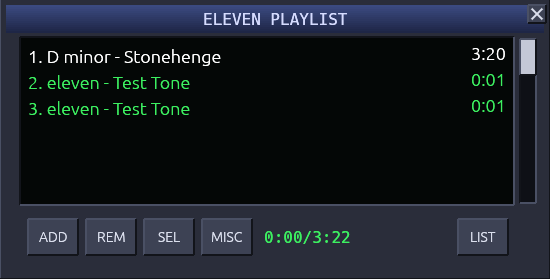 ELEVEN PLAYLIST
1. D minor - Stonehenge 3:20
2. eleven - Test Tone 0:01
3. eleven - Test Tone 0:01
ADD REM SEL MISC 0:00/3:22 LIST